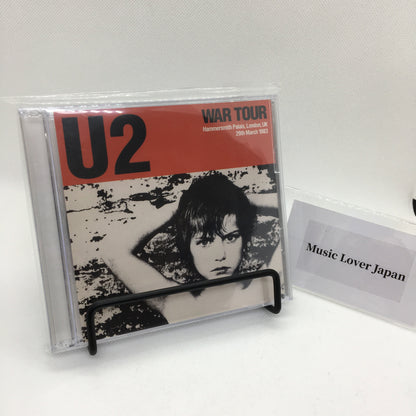 U2
WAR TOUR
Hammersmith Palais, London, UK
29th March 1983
Music Lover Japan